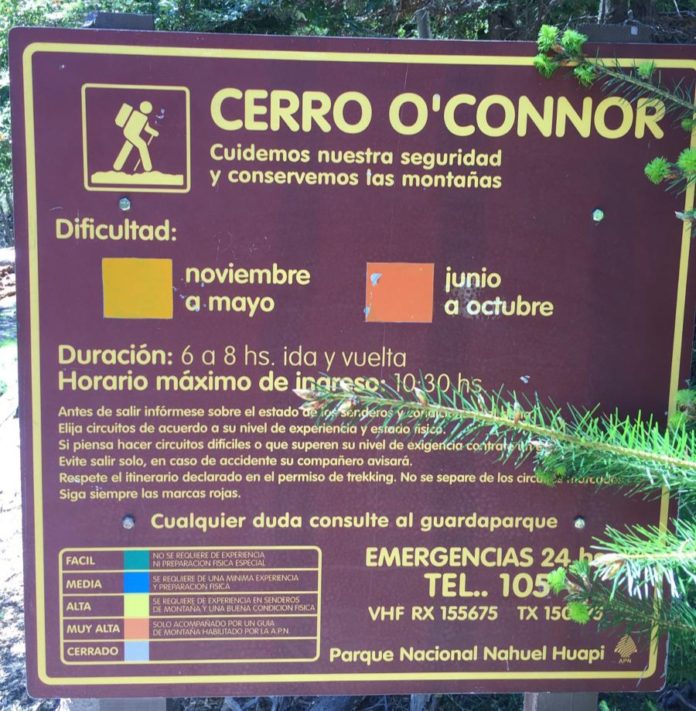 CERRO O'CONNOR
Cuidemos nuestra seguridad
y conservemos las montañas
Dificultad:
noviembre
a mayo
junio
a octubre
Duración: 6 a 8 hs. ida y vuelta
Horario máximo de ingreso: 10:30 hs
Antes de salir infórmese sobre el estado de los senderos y
Elija circuitos de acuerdo a su nivel de experiencia y estado físico.
Si piensa hacer circuitos difíciles o que superen su nivel de exigencia contrate un
Evite salir solo, en caso de accidente su compañero avisará.
Respete el itinerario declarado en el permiso de trekking. No se separe de los
Siga siempre las marcas rojas.
Cualquier duda consulte al guardaparque
FACIL NO SE REQUIERE DE EXPERIENCIA
NI PREPARACION FISICA ESPECIAL
MEDIA SE REQUIERE DE UNA MINIMA EXPERIENCIA
Y PREPARACION FISICA
ALTA SE REQUIERE DE EXPERIENCIA EN SENDEROS
DE MONTAÑA Y UNA BUENA CONDICION FISICA
MUY ALTA SOLO ACOMPAÑADO POR UN GUIA
DE MONTAÑA HABILITADO POR LA A.P.N.
CERRADO
EMERGENCIAS 24
TEL.. 105
VHF RX 155675 TX
Parque Nacional Nahuel Huapi
APN